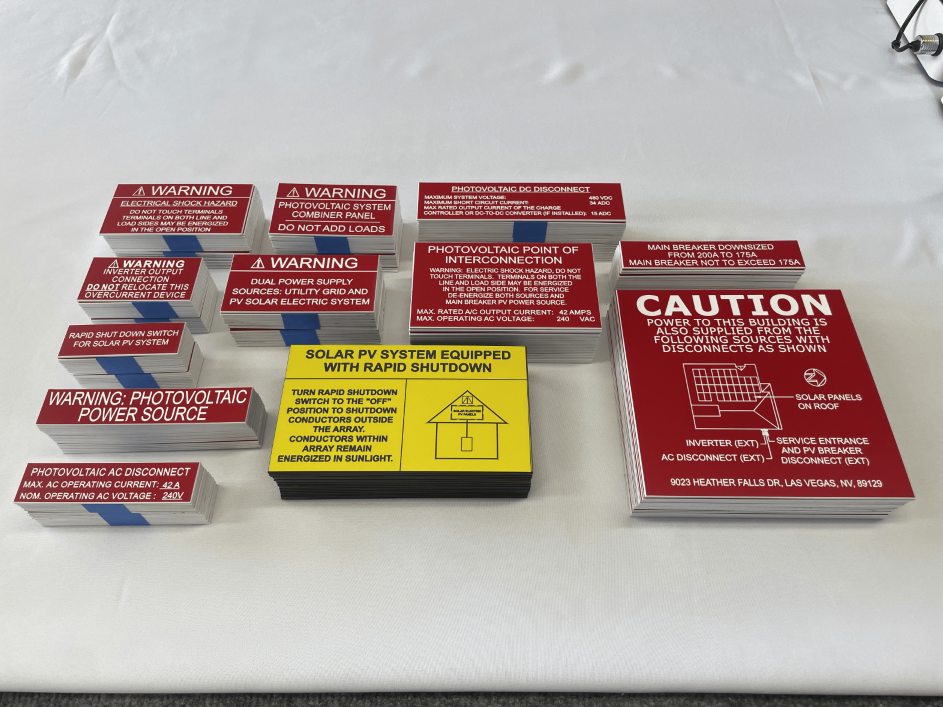 WARNING
ELECTRICAL SHOCK HAZARD
DO NOT TOUCH TERMINALS
TERMINALS ON BOTH LINE AND
LOAD SIDES MAY BE ENERGIZED
IN THE OPEN POSITION
WARNING
PHOTOVOLTAIC SYSTEM
COMBINER PANEL
DO NOT ADD LOADS
PHOTOVOLTAIC DC DISCONNECT
MAXIMUM SYSTEM VOLTAGE: 480 VDC
MAXIMUM SHORT CIRCUIT CURRENT: 34 ADC
MAX RATED OUTPUT CURRENT OF THE CHARGE
CONTROLLER OR DC-TO-DC CONVERTER (IF INSTALLED): 15 ADC
WARNING
INVERTER OUTPUT
CONNECTION
DO NOT RELOCATE THIS
OVERCURRENT DEVICE
WARNING
DUAL POWER SUPPLY
SOURCES: UTILITY GRID AND
PV SOLAR ELECTRIC SYSTEM
PHOTOVOLTAIC POINT OF
INTERCONNECTION
WARNING: ELECTRIC SHOCK HAZARD, DO NOT
TOUCH TERMINALS. TERMINALS ON BOTH THE
LINE AND LOAD SIDE MAY BE ENERGIZED
IN THE OPEN POSITION. FOR SERVICE
DE-ENERGIZE BOTH SOURCES AND
MAIN BREAKER PV POWER SOURCE.
MAX. RATED A/C OUTPUT CURRENT: 42 AMPS
MAX. OPERATING AC VOLTAGE: 240 VAC
MAIN BREAKER DOWNSIZED
FROM 200A TO 175A
MAIN BREAKER NOT TO EXCEED 175A
RAPID SHUT DOWN SWITCH
FOR SOLAR PV SYSTEM
WARNING: PHOTOVOLTAIC
POWER SOURCE
PHOTOVOLTAIC AC DISCONNECT
MAX. AC OPERATING CURRENT: 42 A
NOM. OPERATING AC VOLTAGE : 240V
SOLAR PV SYSTEM EQUIPPED
WITH RAPID SHUTDOWN
TURN RAPID SHUTDOWN
SWITCH TO THE "OFF"
POSITION TO SHUTDOWN
CONDUCTORS OUTSIDE
THE ARRAY.
CONDUCTORS WITHIN
ARRAY REMAIN
ENERGIZED IN SUNLIGHT.
SOLAR ELECTRIC
PV PANELS
CAUTION
POWER TO THIS BUILDING IS
ALSO SUPPLIED FROM THE
FOLLOWING SOURCES WITH
DISCONNECTS AS SHOWN
SOLAR PANELS
ON ROOF
INVERTER (EXT)
AC DISCONNECT (EXT)
SERVICE ENTRANCE
AND PV BREAKER
DISCONNECT (EXT)
9023 HEATHER FALLS DR, LAS VEGAS, NV, 89129